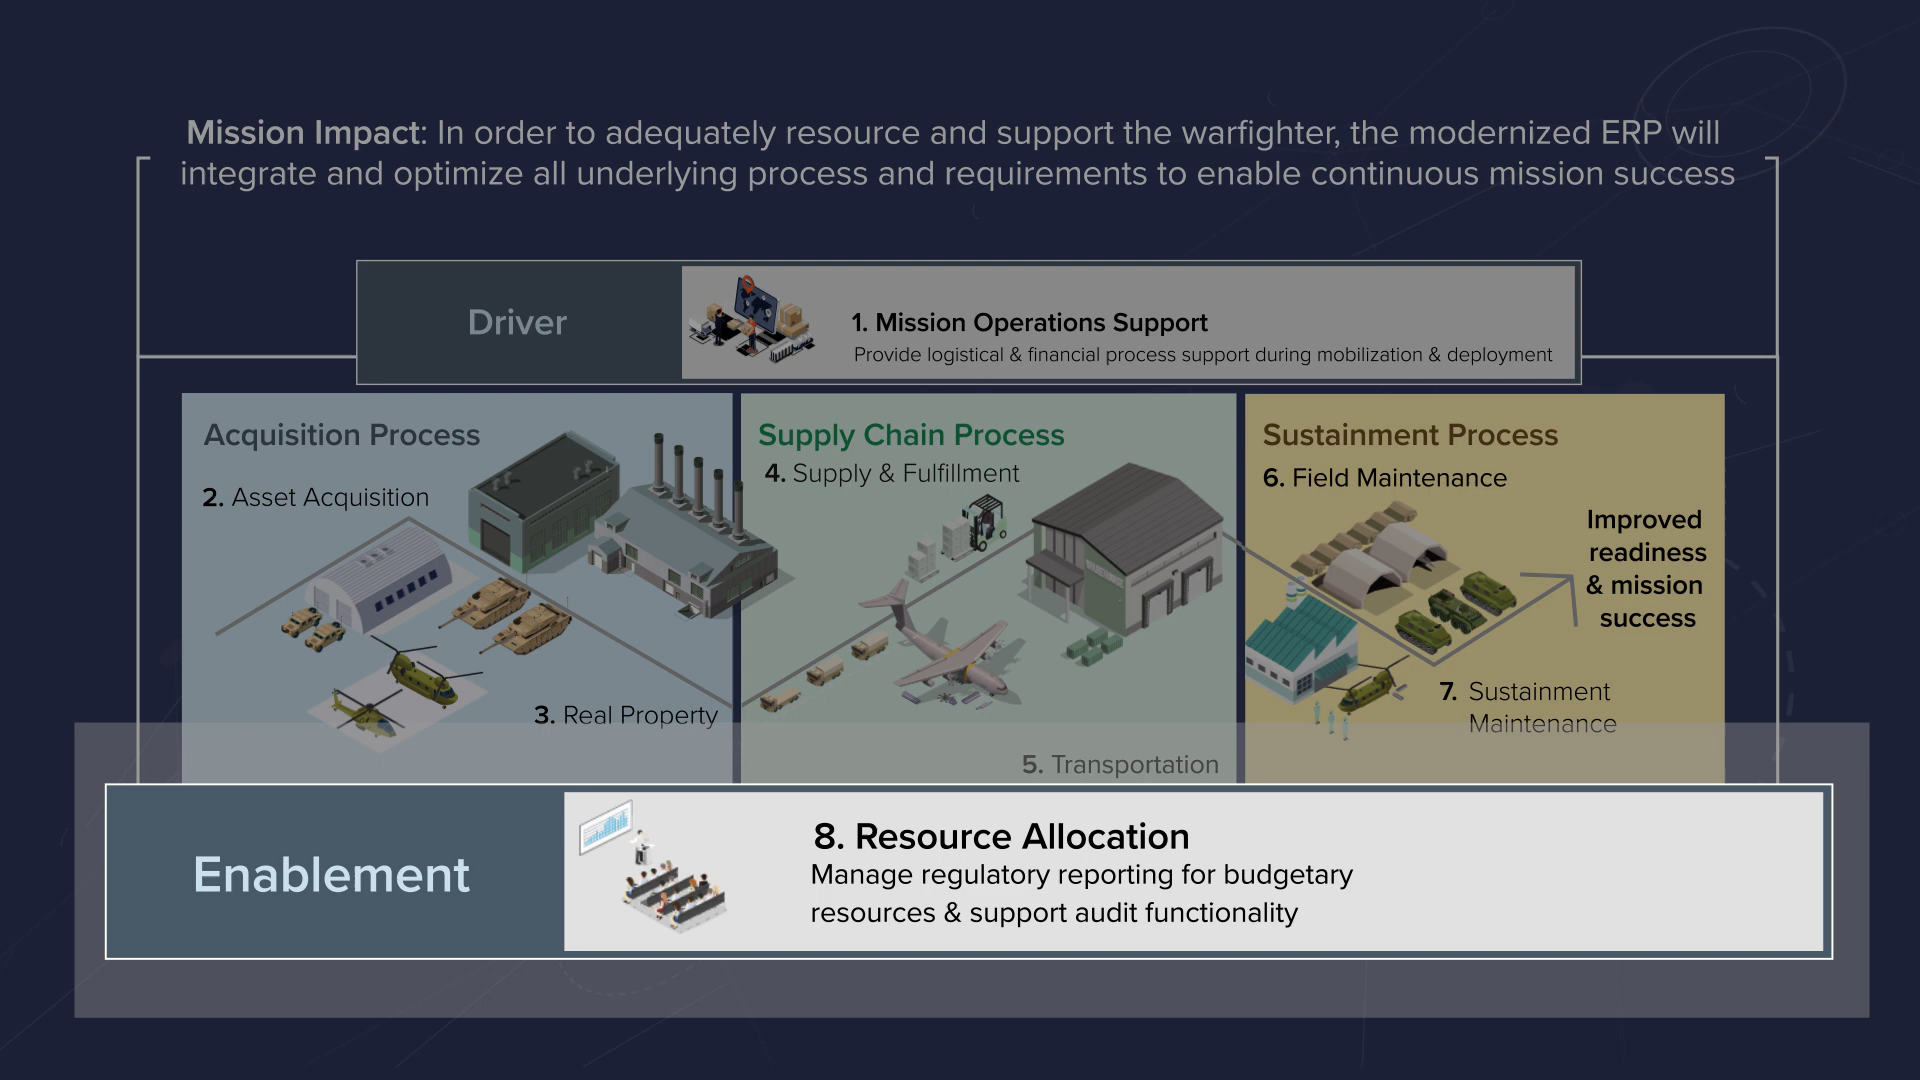 Mission Impact: In order to adequately resource and support the warfighter, the modernized ERP will
integrate and optimize all underlying process and requirements to enable continuous mission success
Driver
1. Mission Operations Support
Provide logistical & financial process support during mobilization & deployment
Acquisition Process
2. Asset Acquisition
3. Real Property
Supply Chain Process
4. Supply & Fulfillment
5. Transportation
Sustainment Process
6. Field Maintenance
Improved
readiness
& mission
success
7. Sustainment
Maintenance
Enablement
8. Resource Allocation
Manage regulatory reporting for budgetary
resources & support audit functionality